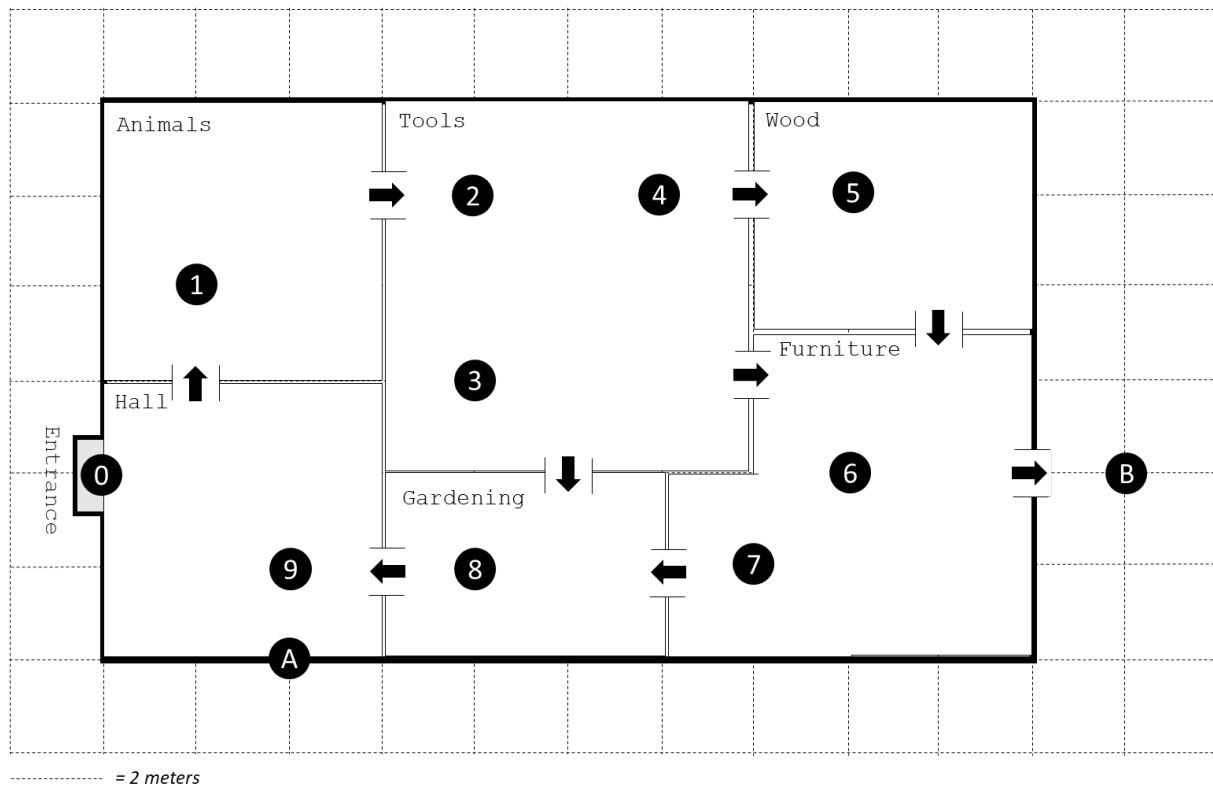 Animals
Tools
Wood
2
4
5
1
Furniture
3
Hall
Entrance
0
6
B
Gardening
9
8
7
A
= 2 meters